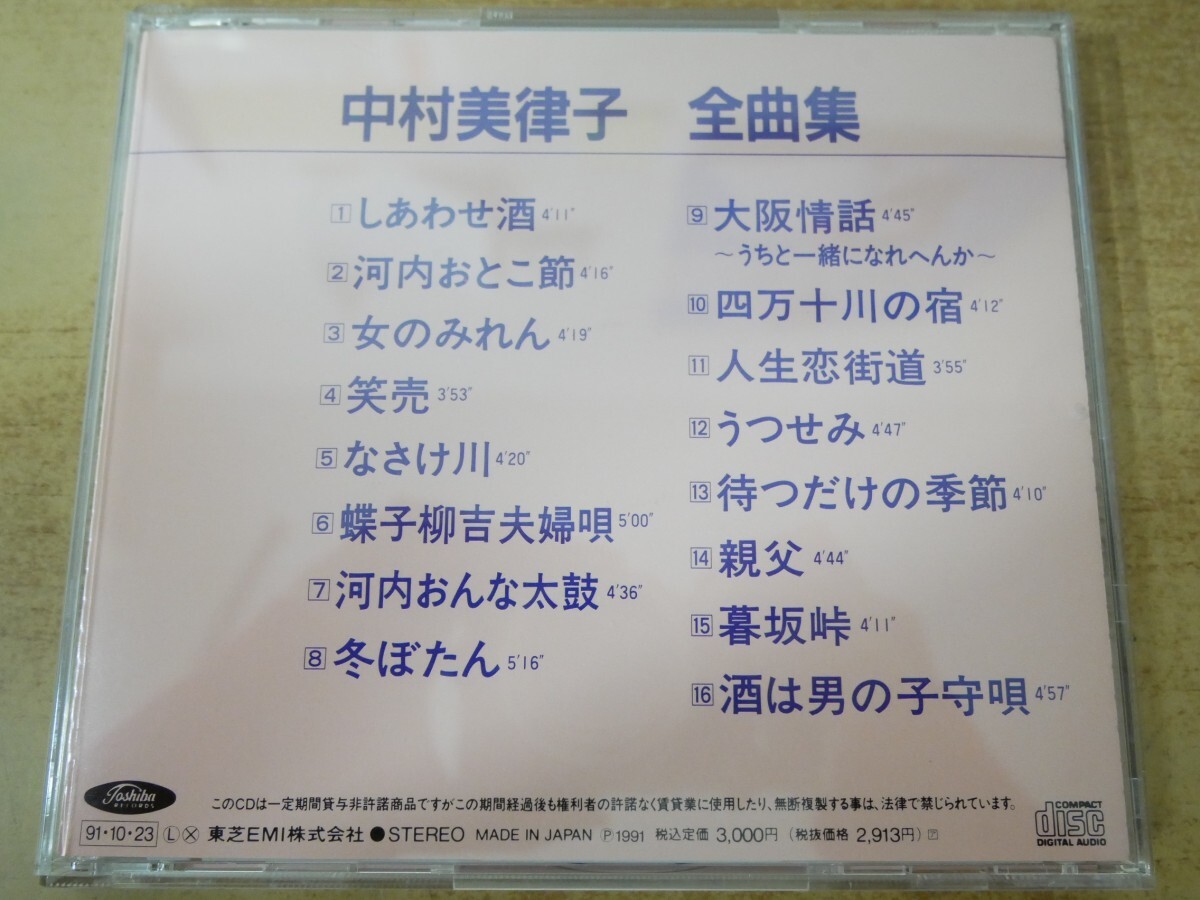 中村美律子 全曲集
1 しあわせ酒 4'11"
2 河内おとこ節 4'16"
3 女のみれん 4'19"
4 笑売 3'53"
5 なさけ川 4'20"
6 蝶子柳吉夫婦唄 5'00"
7 河内おんな太鼓 4'36"
8 冬ぼたん 5'16"
9 大阪情話 4'45"
～うちと一緒になれへんか～
10 四万十川の宿 4'12"
11 人生恋街道 3'55"
12 うつせみ 4'47"
13 待つだけの季節 4'10"
14 親父 4'44"
15 暮坂峠 4'11"
16 酒は男の子守唄 4'57"
Toshiba
RECORDS
このCDは一定期間貸与非許諾商品ですがこの期間経過後も権利者の許諾なく賃貸業に使用したり、無断複製する事は、法律で禁じられています。
91・10・23 Ⓛ 東芝EMI株式会社 ●STEREO MADE IN JAPAN Ⓟ1991 税込定価 3,000円 (税抜価格 2,913円)
COMPACT
disc
DIGITAL AUDIO